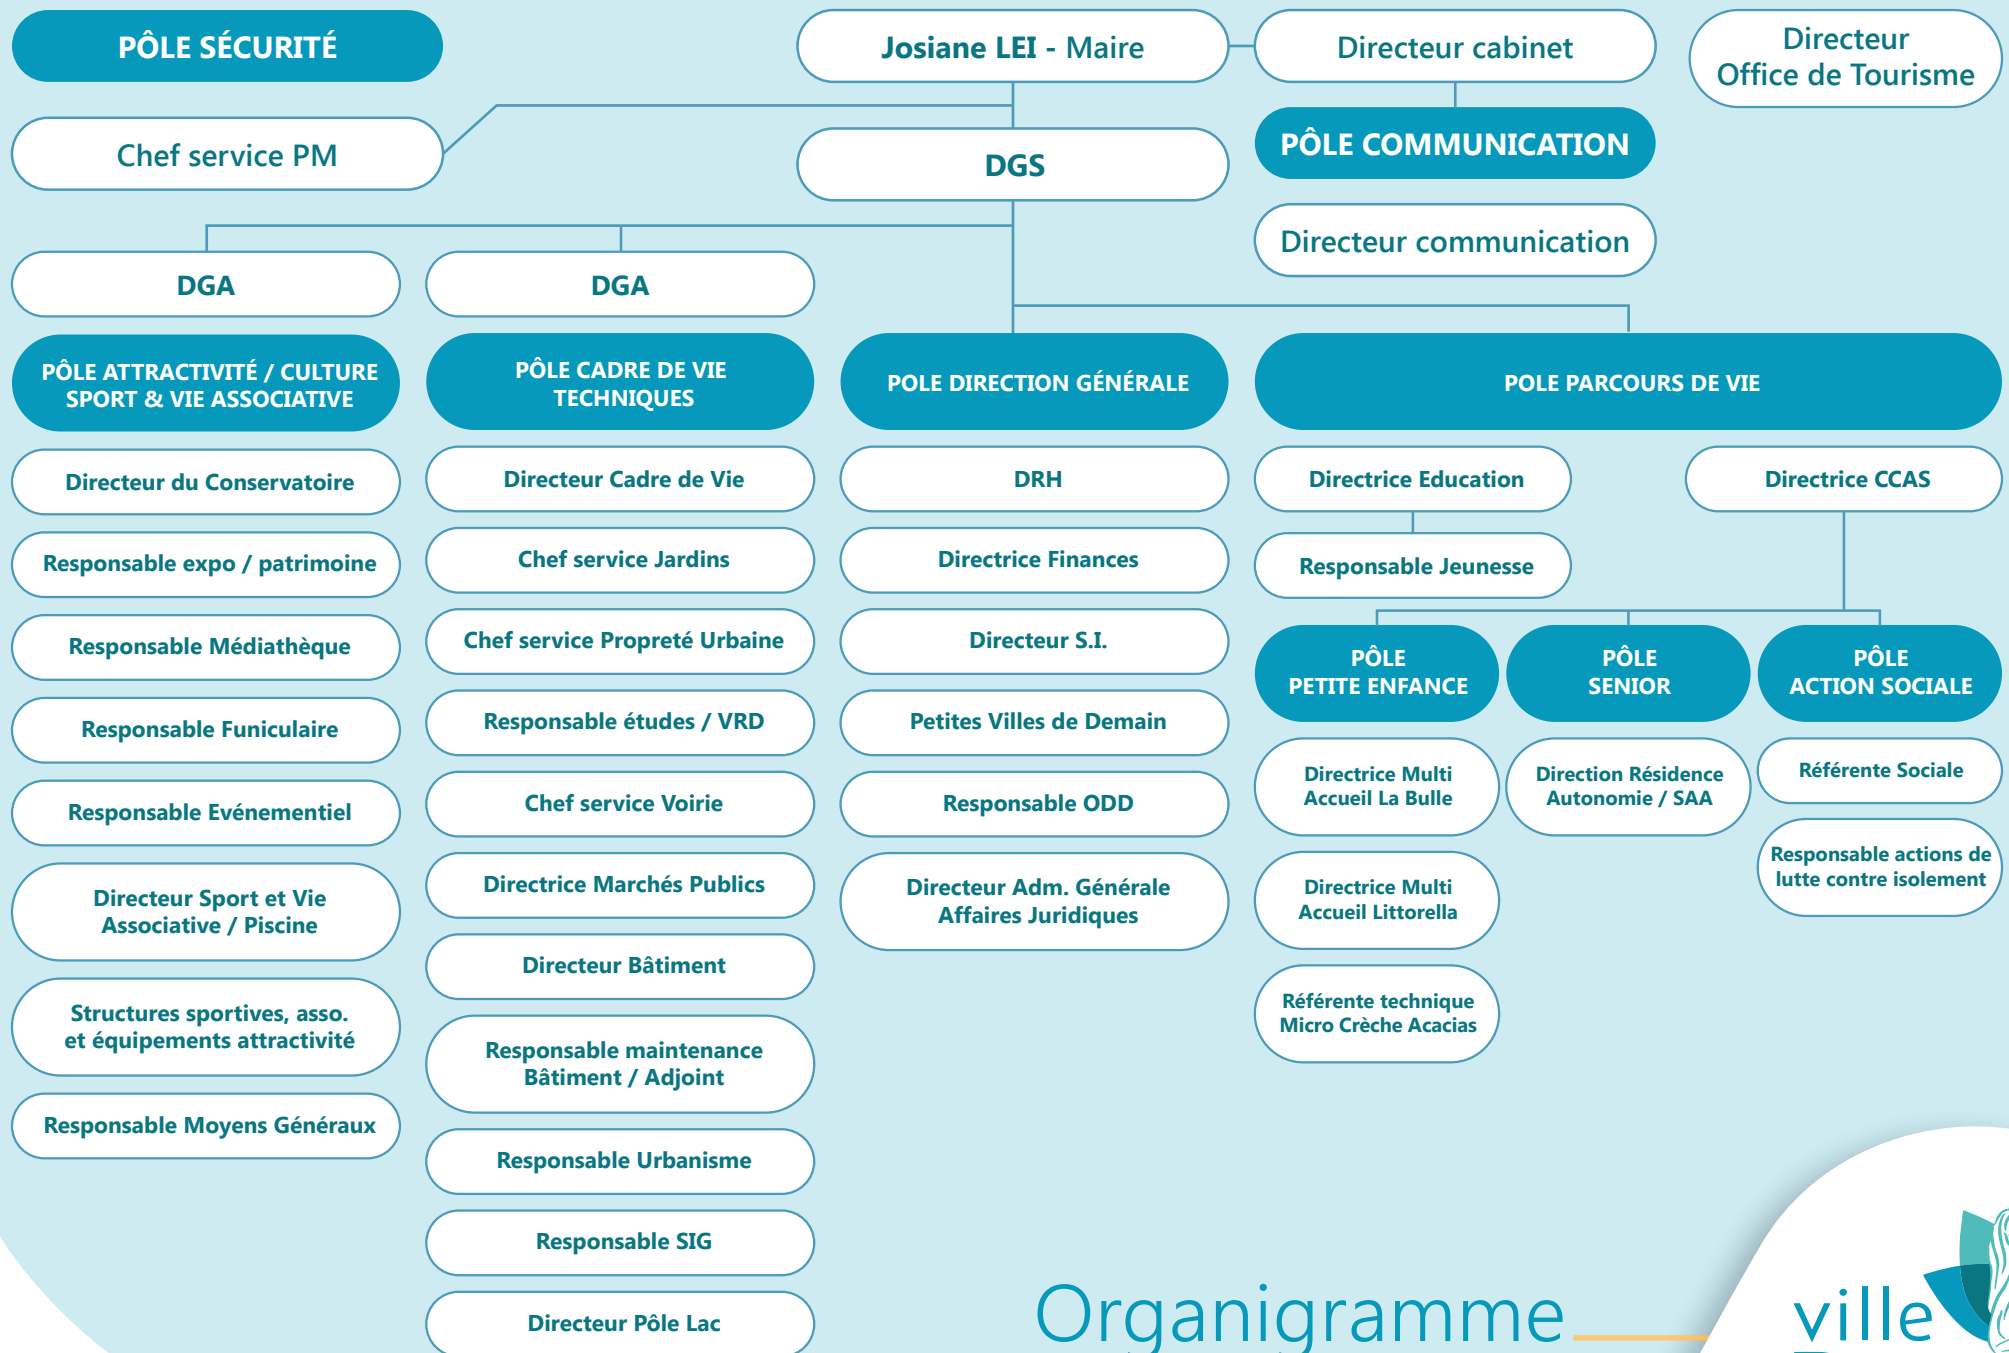 PÔLE SÉCURITÉ
Chef service PM
Josiane LEI - Maire
DGS
Directeur cabinet
PÔLE COMMUNICATION
Directeur communication
Directeur
Office de Tourisme
DGA
PÔLE ATTRACTIVITÉ / CULTURE
SPORT & VIE ASSOCIATIVE
Directeur du Conservatoire
Responsable expo / patrimoine
Responsable Médiathèque
Responsable Funiculaire
Responsable Evénementiel
Directeur Sport et Vie
Associative / Piscine
Structures sportives, asso.
et équipements attractivité
Responsable Moyens Généraux
DGA
PÔLE CADRE DE VIE
TECHNIQUES
Directeur Cadre de Vie
Chef service Jardins
Chef service Propreté Urbaine
Responsable études / VRD
Chef service Voirie
Directrice Marchés Publics
Directeur Bâtiment
Responsable maintenance
Bâtiment / Adjoint
Responsable Urbanisme
Responsable SIG
Directeur Pôle Lac
POLE DIRECTION GÉNÉRALE
DRH
Directrice Finances
Directeur S.I.
Petites Villes de Demain
Responsable ODD
Directeur Adm. Générale
Affaires Juridiques
POLE PARCOURS DE VIE
Directrice Education
Responsable Jeunesse
Directrice CCAS
PÔLE
PETITE ENFANCE
Directrice Multi
Accueil La Bulle
Directrice Multi
Accueil Littorella
Référente technique
Micro Crèche Acacias
PÔLE
SENIOR
Direction Résidence
Autonomie / SAA
PÔLE
ACTION SOCIALE
Référente Sociale
Responsable actions de
lutte contre isolement
Organigramme
ville